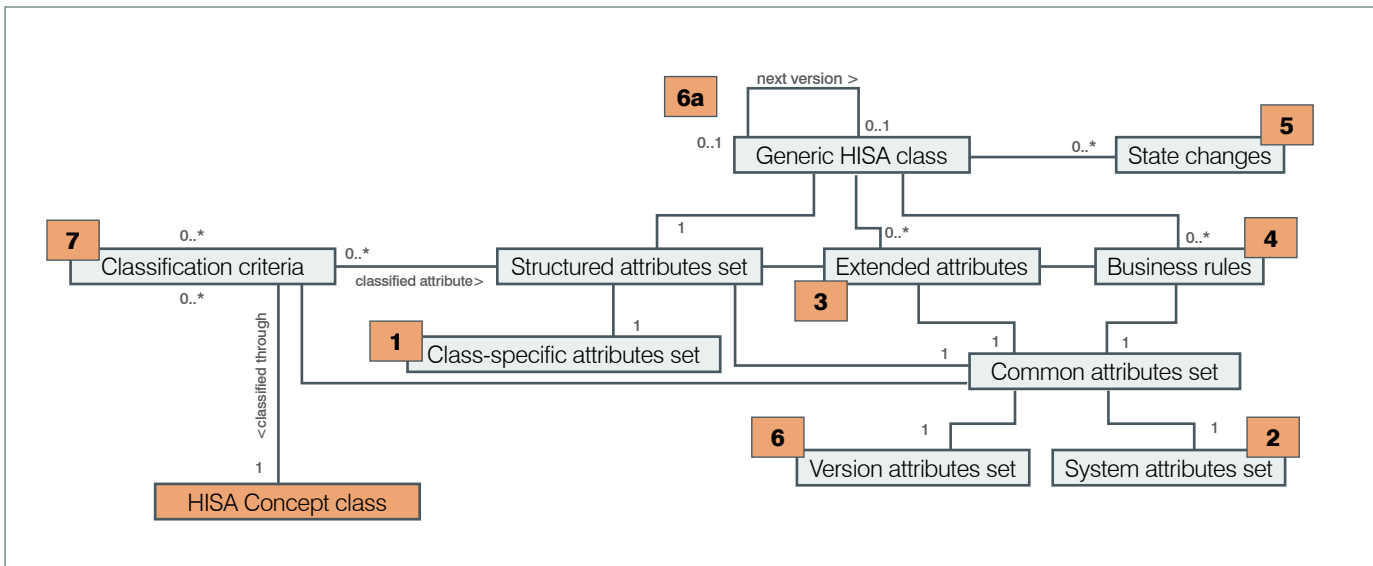 next version >
6a
0..1
0..1
Generic HISA class
0..*
5
State changes
7
0..*
Classification criteria
0..*
0..*
classified attribute>
1
Structured attributes set
0..*
Extended attributes
3
0..*
4
Business rules
1
1
Class-specific attributes set
1
1
1
Common attributes set
<classified through
1
HISA Concept class
6
1
Version attributes set
1
2
System attributes set